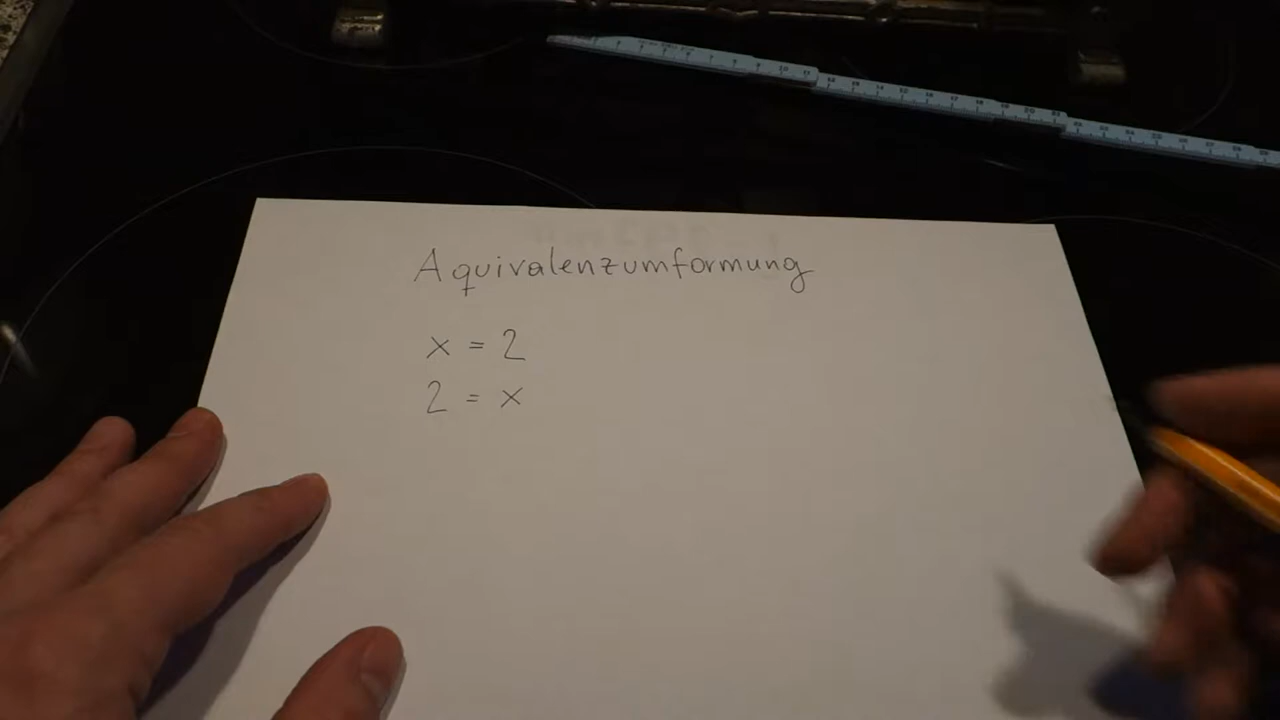 Aquivalenzumformung
x = 2
2 = x